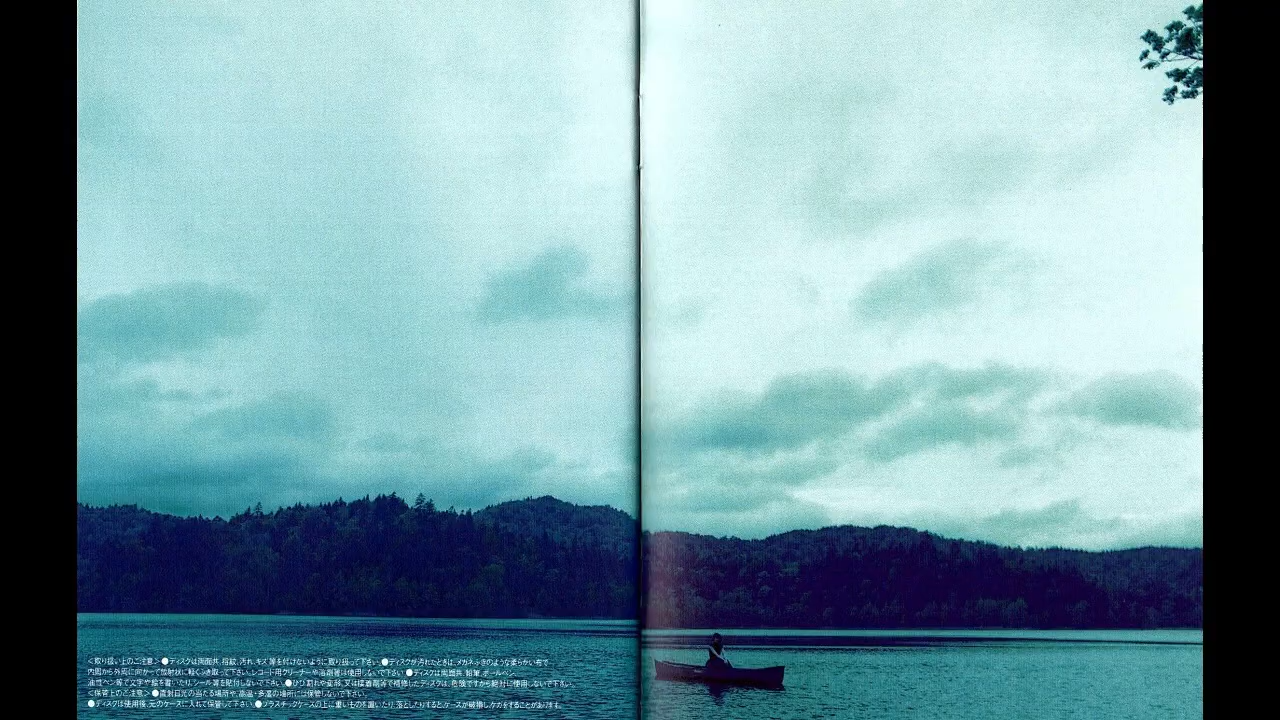 ＜取り扱い上のご注意＞ ●ディスクは両面共、指紋、汚れ、キズ等を付けないように取り扱って下さい。●ディスクが汚れたときは、メガネふきのような柔らかい布で
内周から外周に向かって放射状に軽くふき取って下さい。レコード用クリーナーや溶剤等は使用しないで下さい。●ディスクは両面共、鉛筆、ボールペン、
油性ペン等で文字や絵を書いたり、シール等を貼付しないで下さい。●ひび割れや変形、又は接着剤等で補修したディスクは、危険ですから絶対に使用しないで下さい。
＜保管上のご注意＞ ●直射日光の当たる場所や、高温・多湿の場所には保管しないで下さい。
●ディスクは使用後、元のケースに入れて保管して下さい。●プラスチックケースの上に重いものを置いたり、落としたりすると、ケースが破損し、ケガをすることがあります。